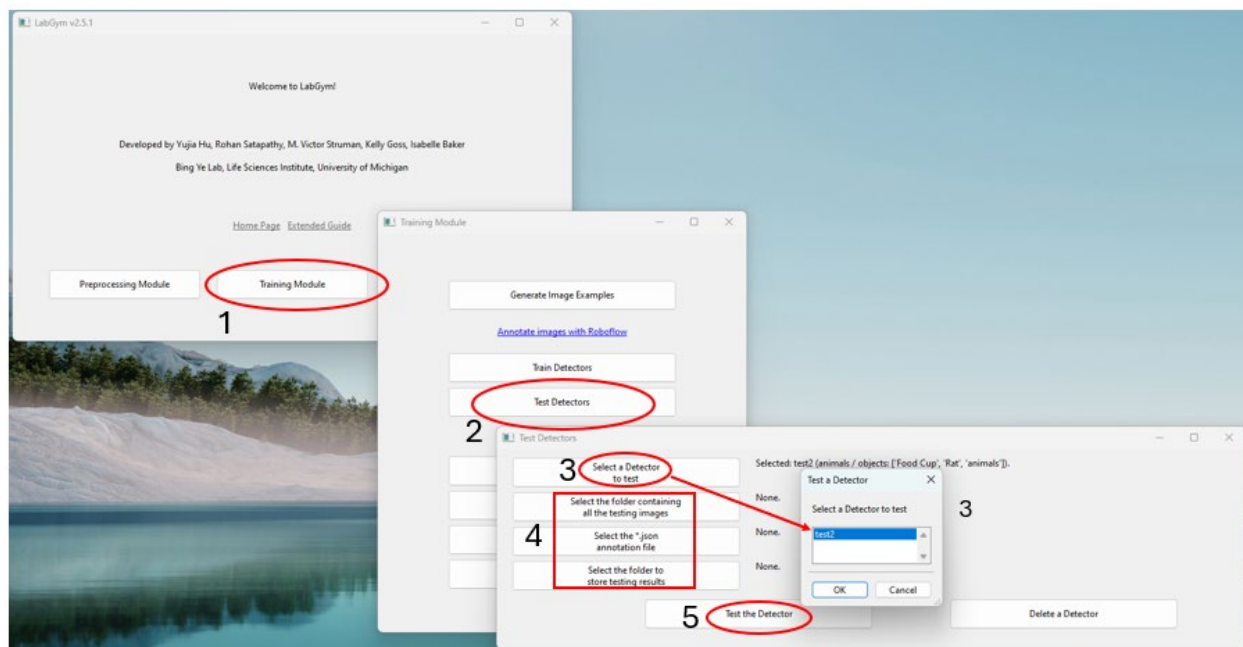 LabGym v2.5.1
Welcome to LabGym!
Developed by Yujia Hu, Rohan Satapathy, M. Victor Struman, Kelly Goss, Isabelle Baker
Bing Ye Lab, Life Sciences Institute, University of Michigan
Home Page Extended Guide
Preprocessing Module
Training Module
1
Training Module
Generate Image Examples
Annotate images with Roboflow
Train Detectors
Test Detectors
2
Test Detectors
3
Select a Detector
to test
Selected: test2 (animals / objects: ['Food Cup', 'Rat', 'animals']).
4
Select the folder containing
all the testing images
None.
Select the *.json
annotation file
None.
Select the folder to
store testing results
None.
Test a Detector
Select a Detector to test
test2
OK
Cancel
3
5
Test the Detector
Delete a Detector